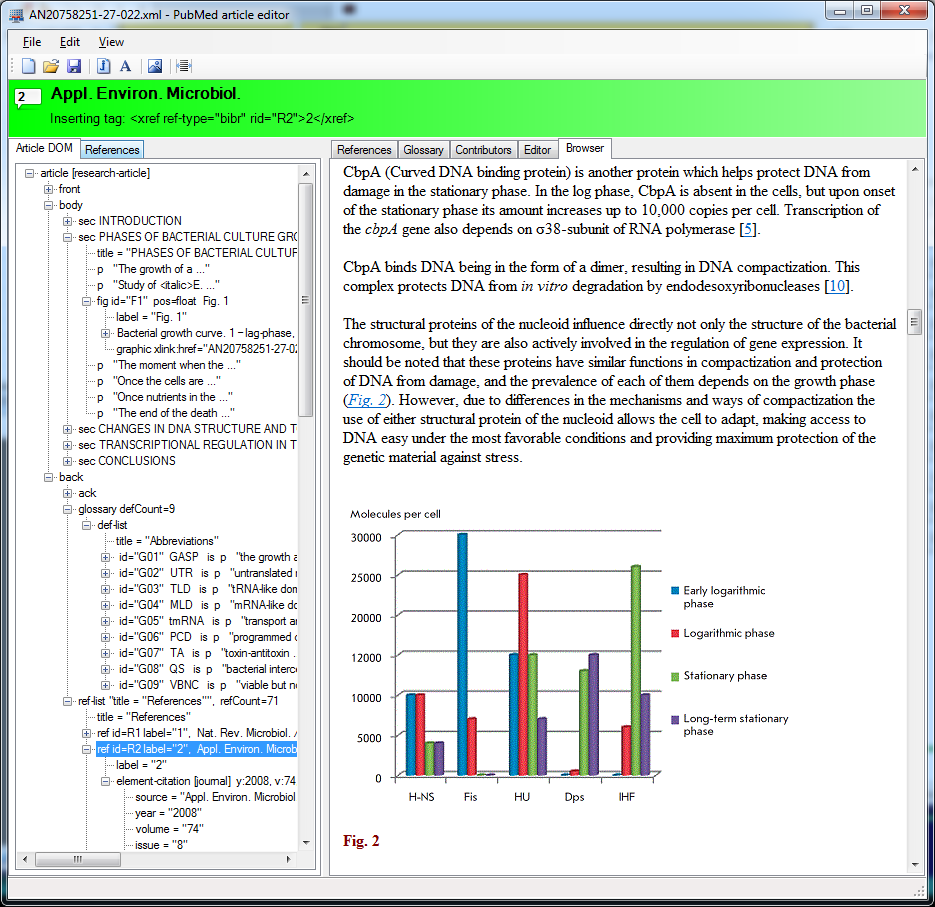 AN20758251-27-022.xml - PubMed article editor
File Edit View
2
Appl. Environ. Microbiol.
Inserting tag: <xref ref-type="bibr" rid="R2">2</xref>
Article DOM References
article [research-article]
front
body
sec INTRODUCTION
sec PHASES OF BACTERIAL CULTURE GRO
title = "PHASES OF BACTERIAL CULTUR
p "The growth of a ..."
p "Study of <italic>E. ..."
fig id="F1" pos=float Fig. 1
label = "Fig. 1"
Bacterial growth curve. 1 – lag-phase,
graphic xlink:href="AN20758251-27-02
p "The moment when the ..."
p "Once the cells are ..."
p "Once nutrients in the ..."
p "The end of the death ..."
sec CHANGES IN DNA STRUCTURE AND T
sec TRANSCRIPTIONAL REGULATION IN T
sec CONCLUSIONS
back
ack
glossary defCount=9
def-list
title = "Abbreviations"
id="G01" GASP is p "the growth a
id="G02" UTR is p "untranslated r
id="G03" TLD is p "tRNA-like dom
id="G04" MLD is p "mRNA-like do
id="G05" tmRNA is p "transport an
id="G06" PCD is p "programmed c
id="G07" TA is p "toxin-antitoxin ..
id="G08" QS is p "bacterial interce
id="G09" VBNC is p "viable but no
ref-list "title = "References"", refCount=71
title = "References"
ref id=R1 label="1", Nat. Rev. Microbiol. /
ref id=R2 label="2", Appl. Environ. Microb
label = "2"
element-citation [journal] y:2008, v:74
source = "Appl. Environ. Microbiol
year = "2008"
volume = "74"
issue = "8"
References Glossary Contributors Editor Browser
CbpA (Curved DNA binding protein) is another protein which helps protect DNA from
damage in the stationary phase. In the log phase, CbpA is absent in the cells, but upon onset
of the stationary phase its amount increases up to 10,000 copies per cell. Transcription of
the cbpA gene also depends on σ38-subunit of RNA polymerase [5].
CbpA binds DNA being in the form of a dimer, resulting in DNA compactization. This
complex protects DNA from in vitro degradation by endodesoxyribonucleases [10].
The structural proteins of the nucleoid influence directly not only the structure of the bacterial
chromosome, but they are also actively involved in the regulation of gene expression. It
should be noted that these proteins have similar functions in compactization and protection
of DNA from damage, and the prevalence of each of them depends on the growth phase
(Fig. 2). However, due to differences in the mechanisms and ways of compactization the
use of either structural protein of the nucleoid allows the cell to adapt, making access to
DNA easy under the most favorable conditions and providing maximum protection of the
genetic material against stress.
Molecules per cell
30000
25000
20000
12000
10000
5000
0
H-NS Fis HU Dps IHF
Early logarithmic
phase
Logarithmic phase
Stationary phase
Long-term stationary
phase
Fig. 2